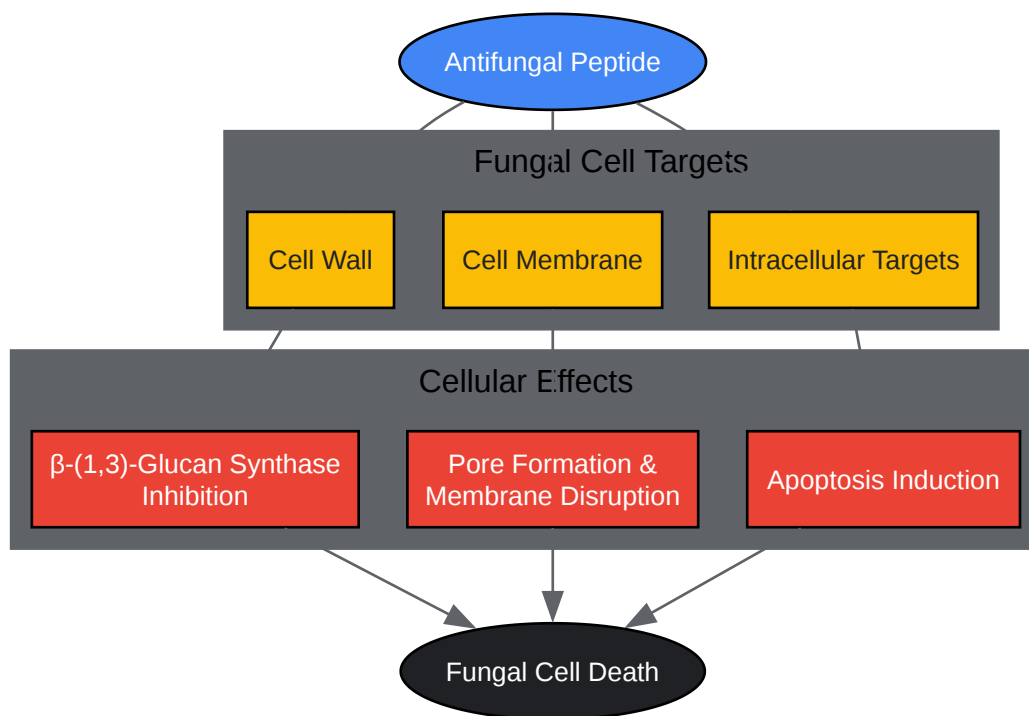 Antifungal Peptide
Fungal Cell Targets
Cell Wall
Cell Membrane
Intracellular Targets
Cellular Effects
β-(1,3)-Glucan Synthase
Inhibition
Pore Formation &
Membrane Disruption
Apoptosis Induction
Fungal Cell Death